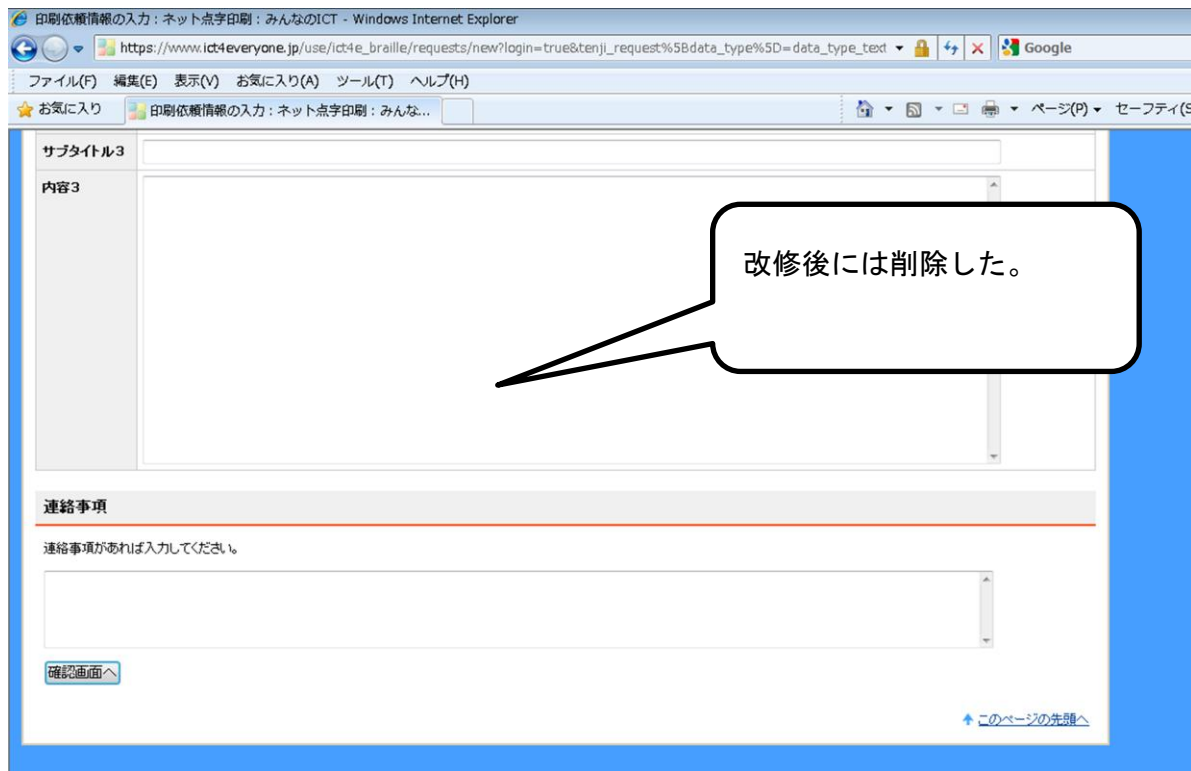 印刷依頼情報の入力：ネット点字印刷：みんなのICT - Windows Internet Explorer
https://www.ict4everyone.jp/use/ict4e_braille/requests/new?login=true&tenji_request%5Bdata_type%5D=data_type_text
Google
ファイル(F) 編集(E) 表示(V) お気に入り(A) ツール(T) ヘルプ(H)
お気に入り 印刷依頼情報の入力：ネット点字印刷：みんな... ページ(P) セーフティ(S
サブタイトル3
内容3
改修後には削除した。
連絡事項
連絡事項があれば入力してください。
確認画面へ
このページの先頭へ